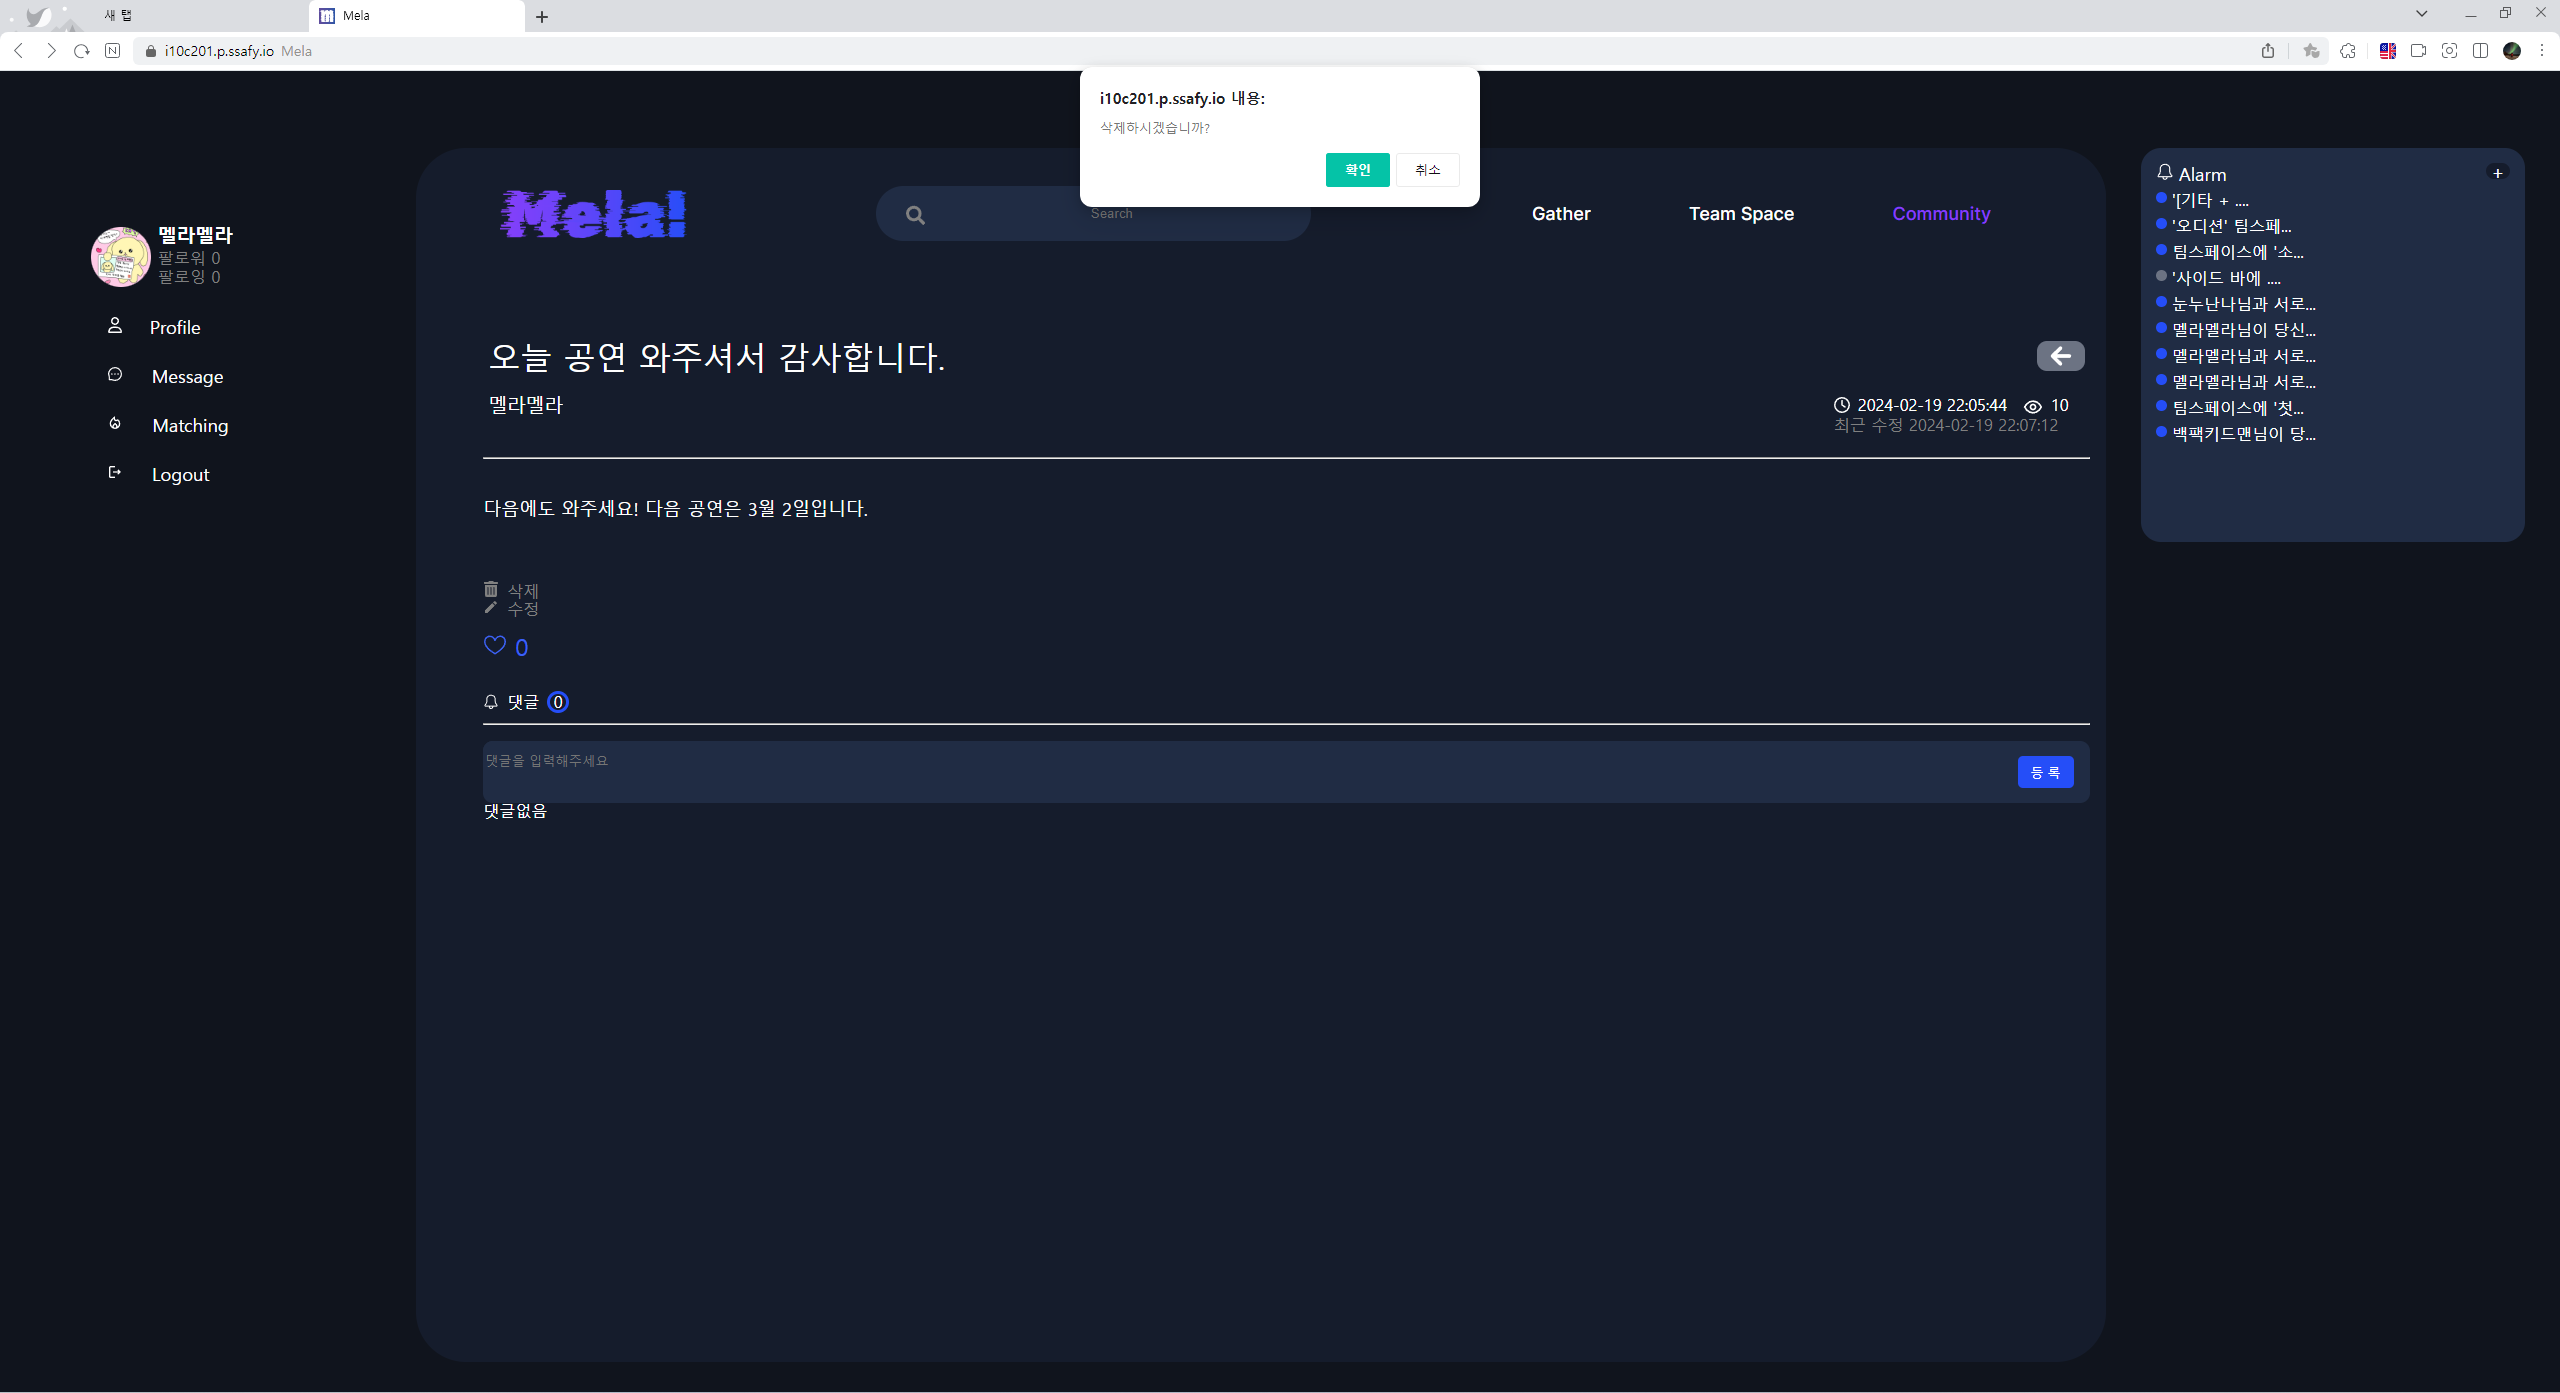 새 탭
Mela
i10c201.p.ssafy.io Mela
i10c201.p.ssafy.io 내용:
삭제하시겠습니까?
확인
취소
Mela!
Search
Gather
Team Space
Community
멜라멜라
팔로워 0
팔로잉 0
Profile
Message
Matching
Logout
오늘 공연 와주셔서 감사합니다.
멜라멜라
2024-02-19 22:05:44 10
최근 수정 2024-02-19 22:07:12
다음에도 와주세요! 다음 공연은 3월 2일입니다.
삭제
수정
0
댓글 0
댓글을 입력해주세요
등 록
댓글없음
Alarm +
'[기타 + ....
'오디션' 팀스페...
팀스페이스에 '소...
'사이드 바에 ....
눈누난나님과 서로...
멜라멜라님이 당신...
멜라멜라님과 서로...
멜라멜라님과 서로...
팀스페이스에 '첫...
백팩키드맨님이 당...